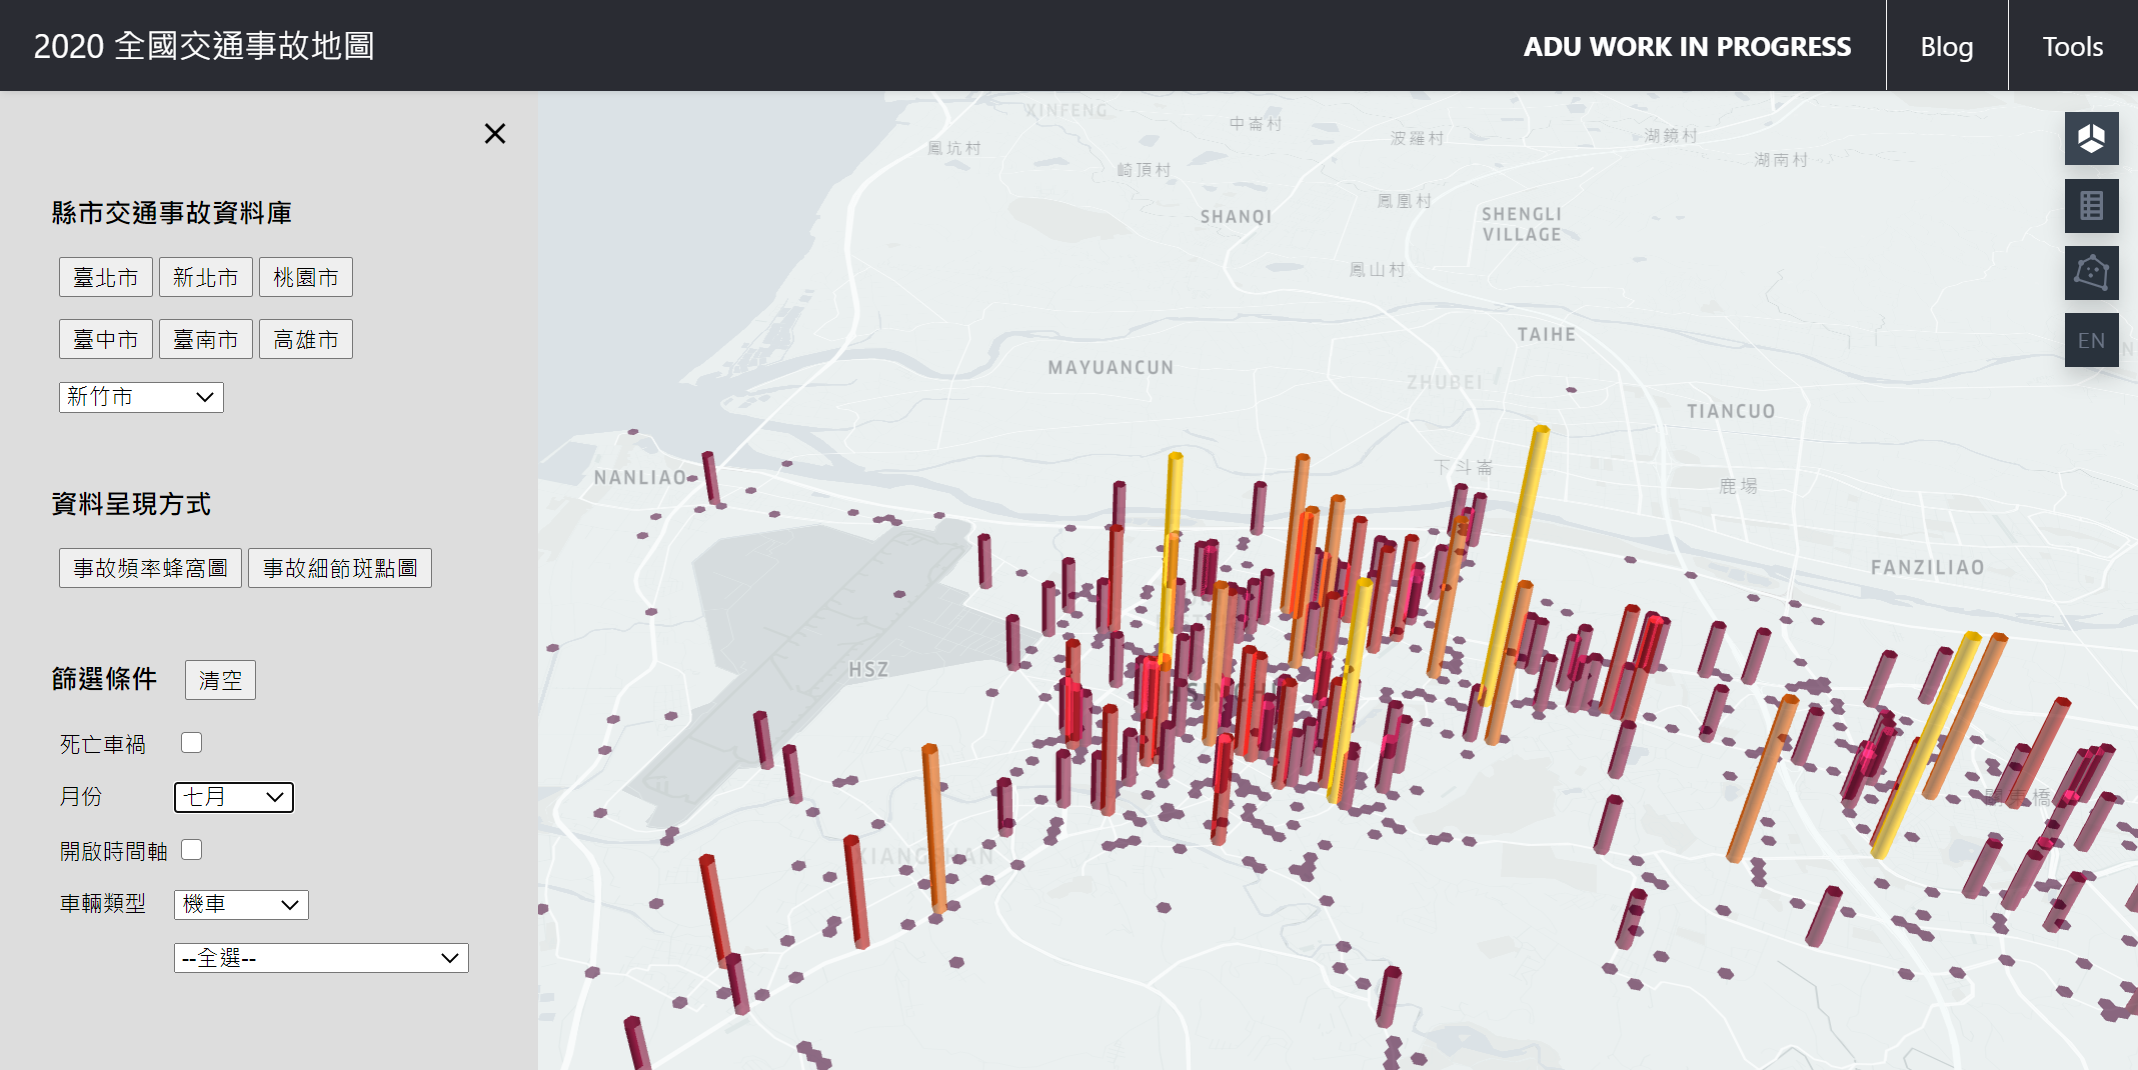 2020 全國交通事故地圖
ADU WORK IN PROGRESS
Blog
Tools
縣市交通事故資料庫
臺北市 新北市 桃園市
臺中市 臺南市 高雄市
新竹市
資料呈現方式
事故頻率蜂窩圖 事故細節斑點圖
篩選條件 清空
死亡車禍
月份 七月
開啟時間軸
車輛類型 機車
--全選--
XINFENG
中崙村
波羅村
湖鏡村
鳳坑村
湖南村
崎頂村
鳳凰村
SHANQI
SHENGLI
VILLAGE
鳳山村
TAIHE
EN
MAYUANCUN
ZHUBEI
TIANCUO
NANLIAO
下斗崙
鹿場
FANZILIAO
HSZ